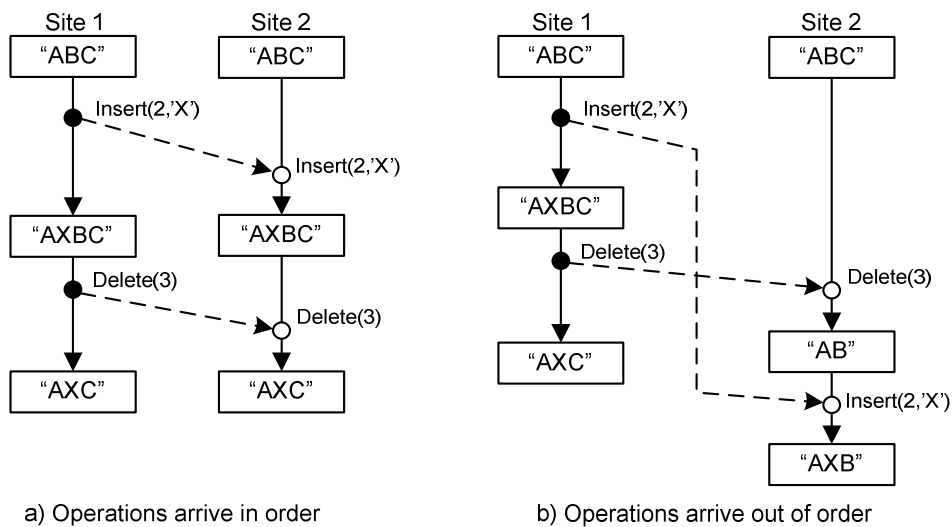 Site 1
Site 2
“ABC”
“ABC”
Insert(2,’X’)
Insert(2,’X’)
“AXBC”
“AXBC”
Delete(3)
Delete(3)
“AXC”
“AXC”
a) Operations arrive in order
Site 1
Site 2
“ABC”
“ABC”
Insert(2,’X’)
“AXBC”
Delete(3)
Delete(3)
“AB”
“AXC”
Insert(2,’X’)
“AXB”
b) Operations arrive out of order